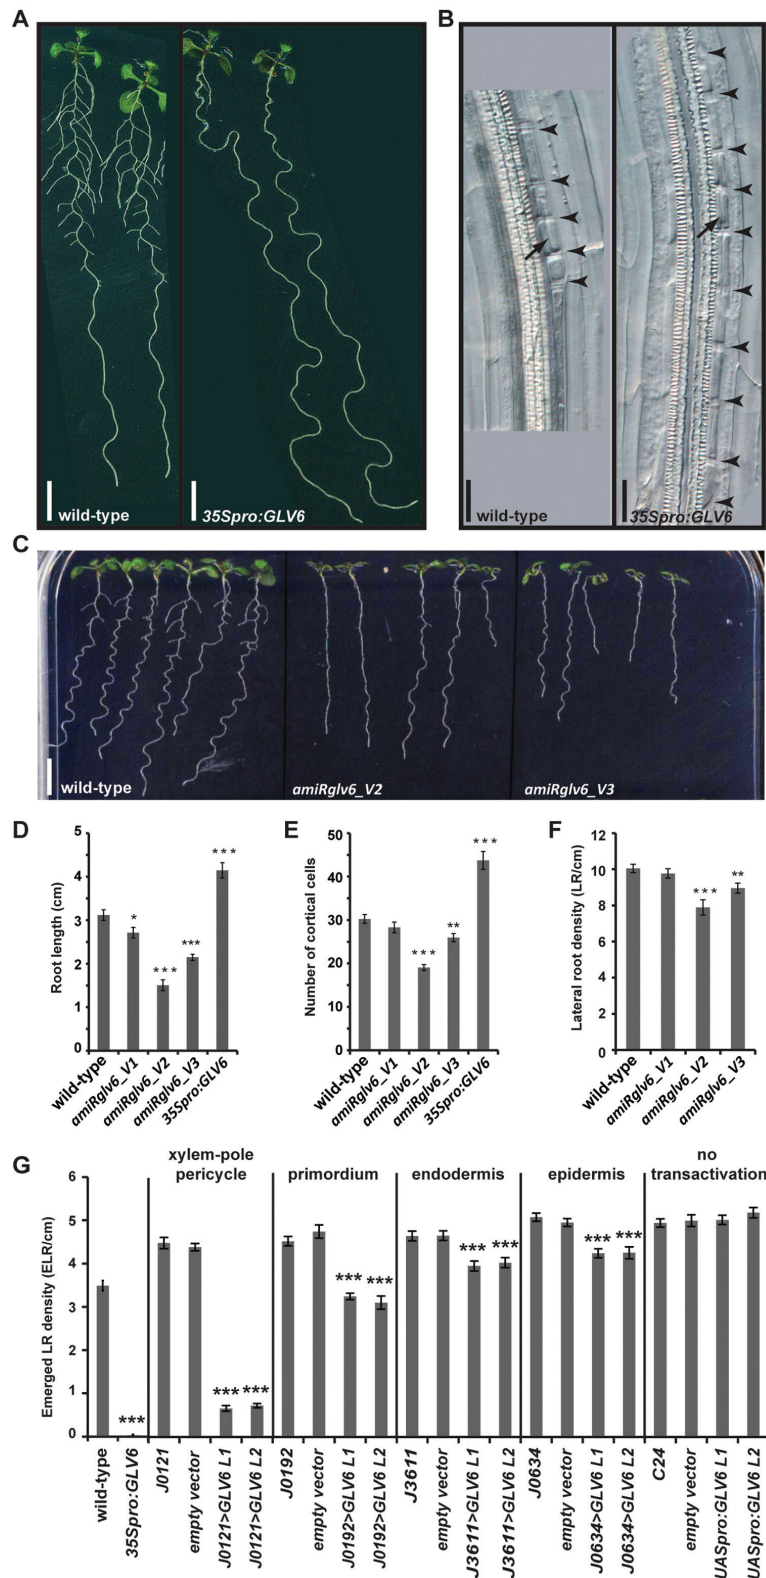 A
B
wild-type
35Spro:GLV6
wild-type
35Spro:GLV6
C
wild-type
amiRglv6_V2
amiRglv6_V3
D
E
F
Root length (cm)
5
4
3
2
1
0
* * *
*
* * *
***
wild-type
amiRglv6_V1
amiRglv6_V2
amiRglv6_V3
35Spro:GLV6
Number of cortical cells
50
40
30
20
10
0
* * *
* * *
**
wild-type
amiRglv6_V1
amiRglv6_V2
amiRglv6_V3
35Spro:GLV6
Lateral root density (LR/cm)
12
10
8
6
4
2
0
* * *
**
wild-type
amiRglv6_V1
amiRglv6_V2
amiRglv6_V3
G
xylem-pole
pericycle
primordium
endodermis
epidermis
no
transactivation
Emerged LR density (ELR/cm)
6
5
4
3
2
1
0
***
***
***
***
***
***
***
***
***
wild-type
35Spro:GLV6
J0121
empty vector
J0121>GLV6 L1
J0121>GLV6 L2
J0192
empty vector
J0192>GLV6 L1
J0192>GLV6 L2
J3611
empty vector
J3611>GLV6 L1
J3611>GLV6 L2
J0634
empty vector
J0634>GLV6 L1
J0634>GLV6 L2
C24
empty vector
UASpro:GLV6 L1
UASpro:GLV6 L2